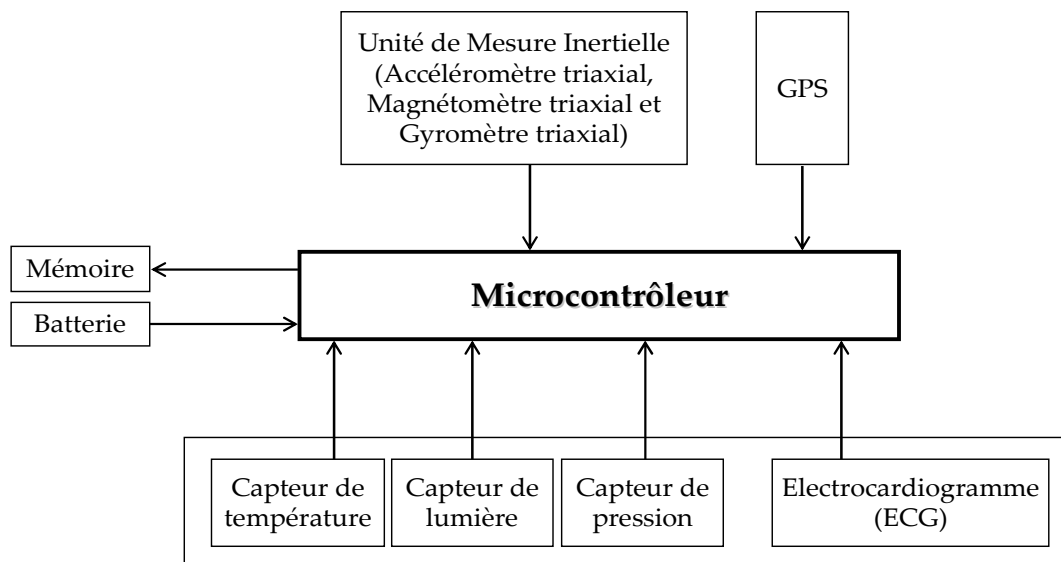 Unité de Mesure Inertielle
(Accéléromètre triaxial,
Magnétomètre triaxial et
Gyromètre triaxial)
GPS
Mémoire
Batterie
Microcontrôleur
Capteur de
température
Capteur de
lumière
Capteur de
pression
Electrocardiogramme
(ECG)